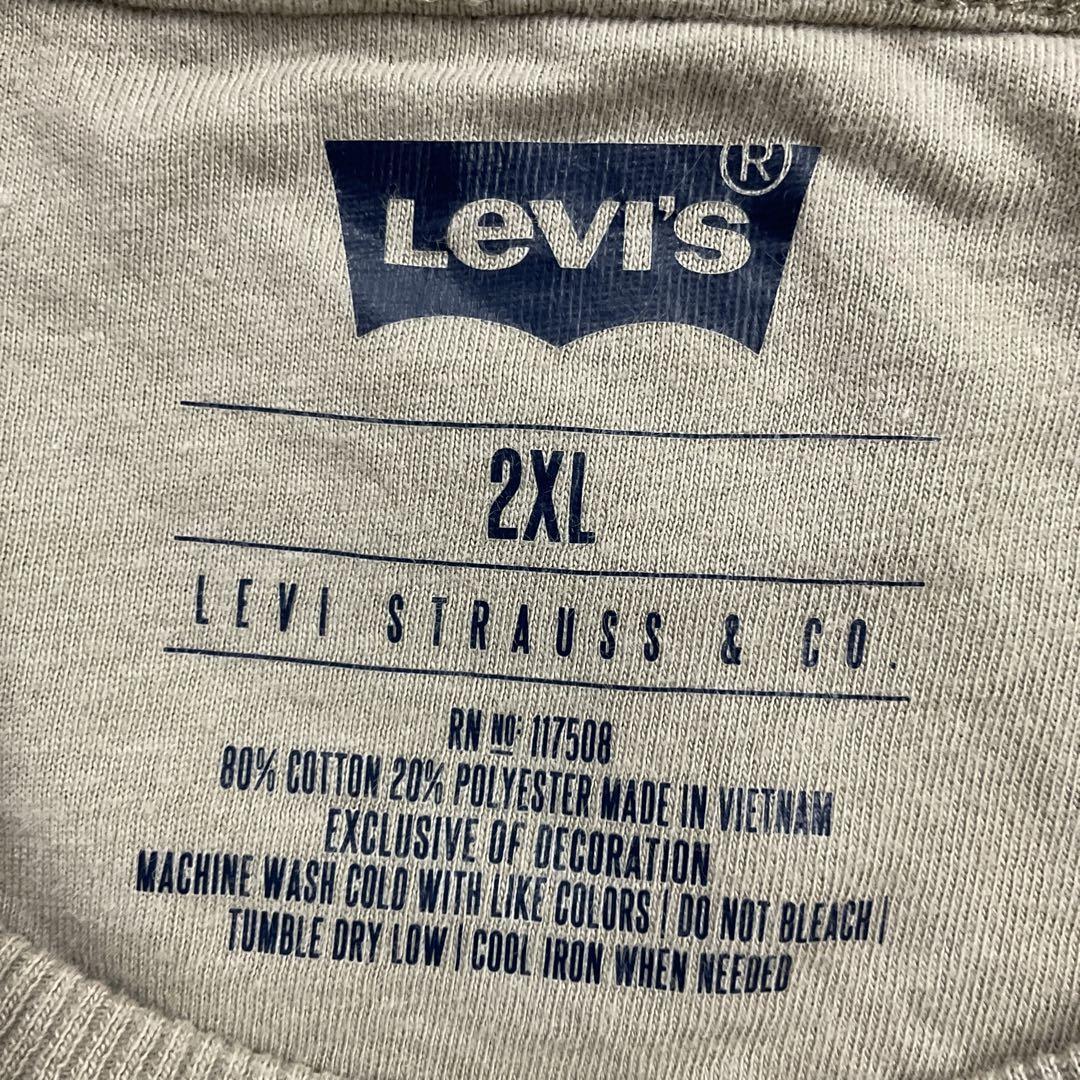 LEVI'S®
2XL
LEVI STRAUSS & CO.
RN NO: 117508
80% COTTON 20% POLYESTER MADE IN VIETNAM
EXCLUSIVE OF DECORATION
MACHINE WASH COLD WITH LIKE COLORS | DO NOT BLEACH |
TUMBLE DRY LOW | COOL IRON WHEN NEEDED